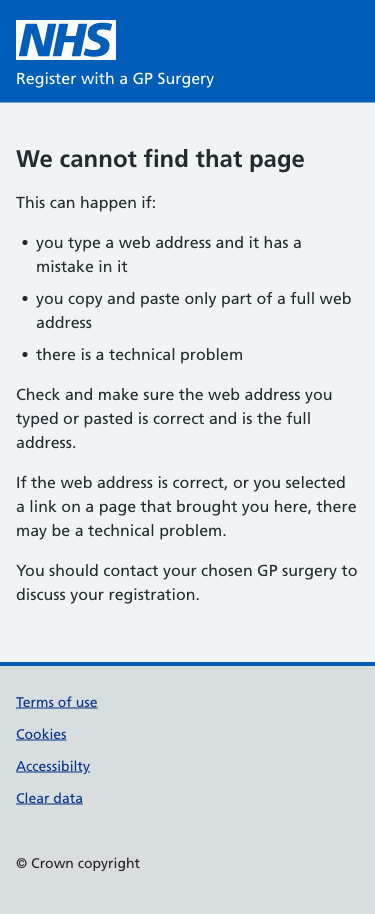 NHS
Register with a GP Surgery
We cannot find that page
This can happen if:
• you type a web address and it has a
mistake in it
• you copy and paste only part of a full web
address
• there is a technical problem
Check and make sure the web address you
typed or pasted is correct and is the full
address.
If the web address is correct, or you selected
a link on a page that brought you here, there
may be a technical problem.
You should contact your chosen GP surgery to
discuss your registration.
Terms of use
Cookies
Accessibilty
Clear data
© Crown copyright